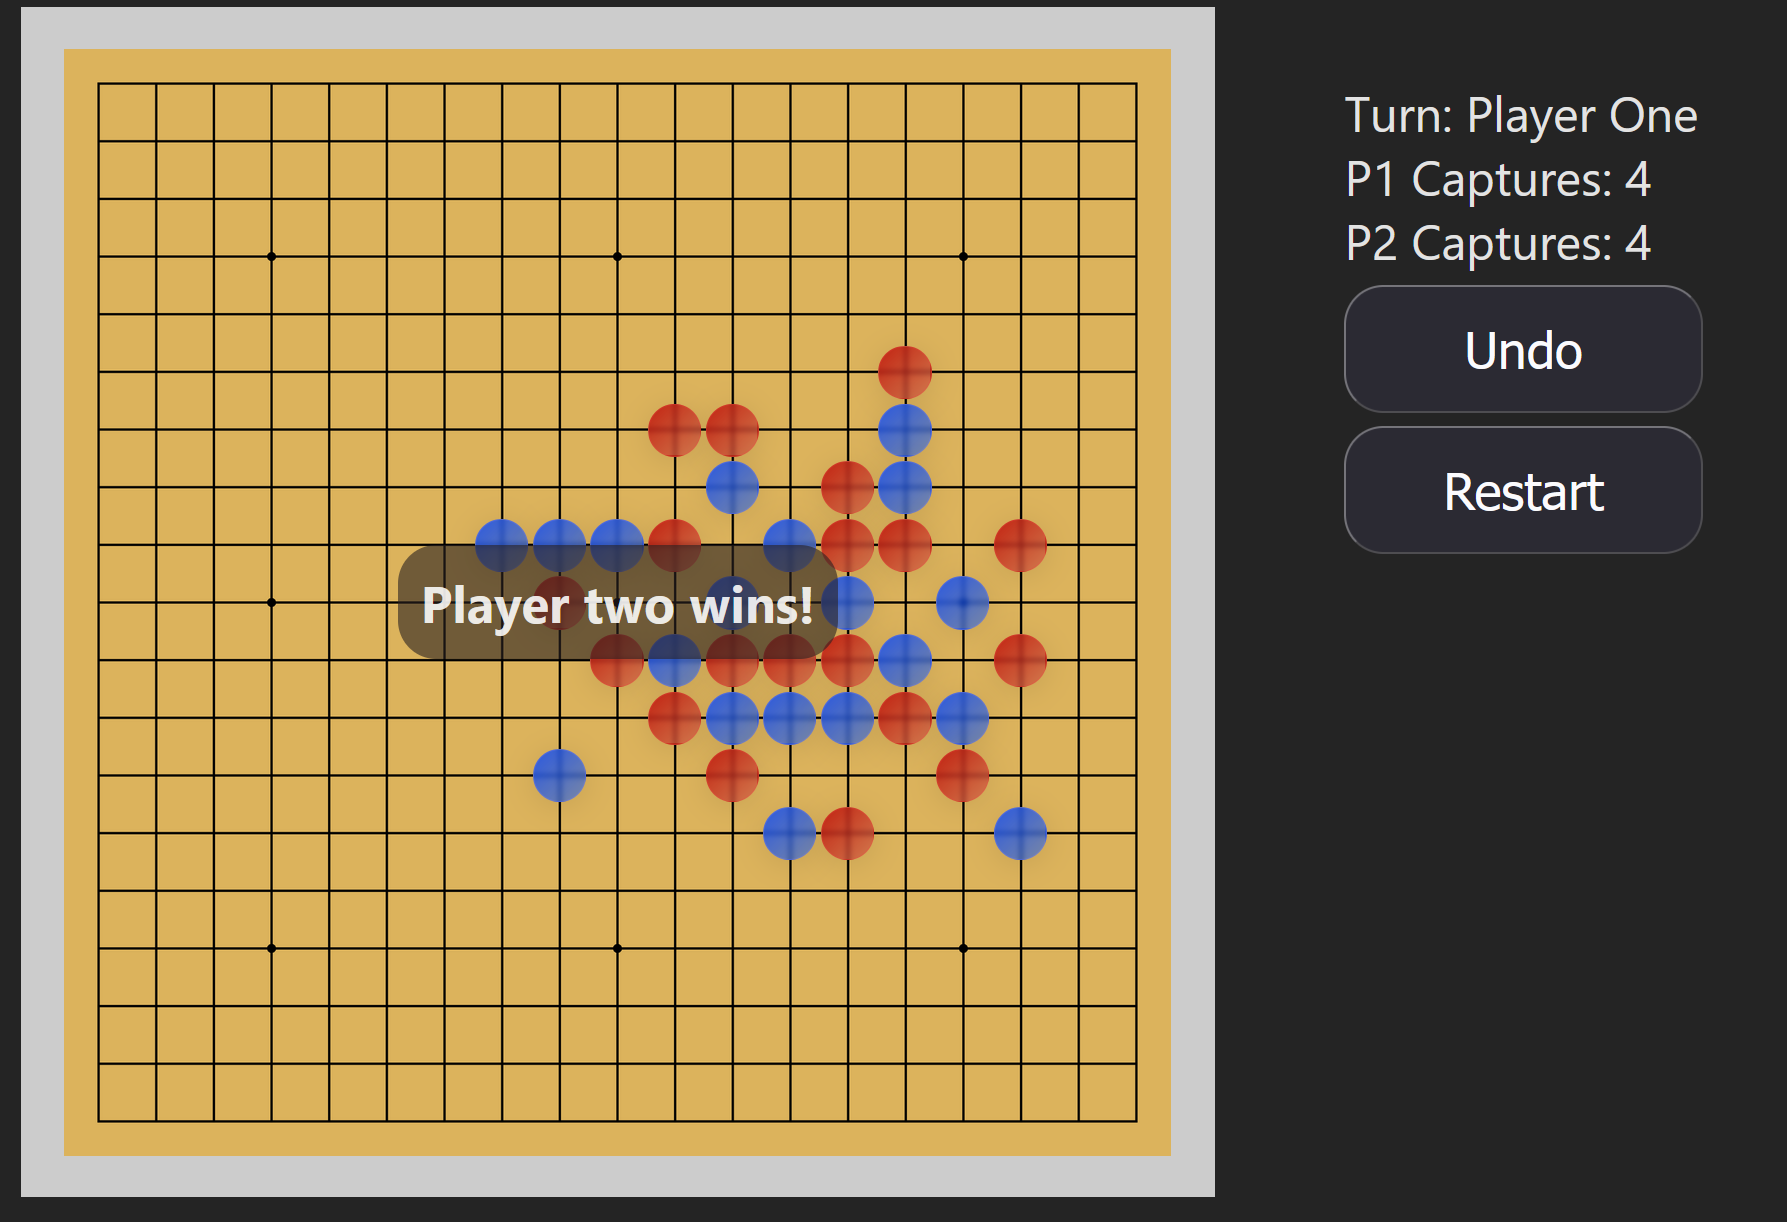 Turn: Player One
P1 Captures: 4
P2 Captures: 4
Undo
Restart
Player two wins!